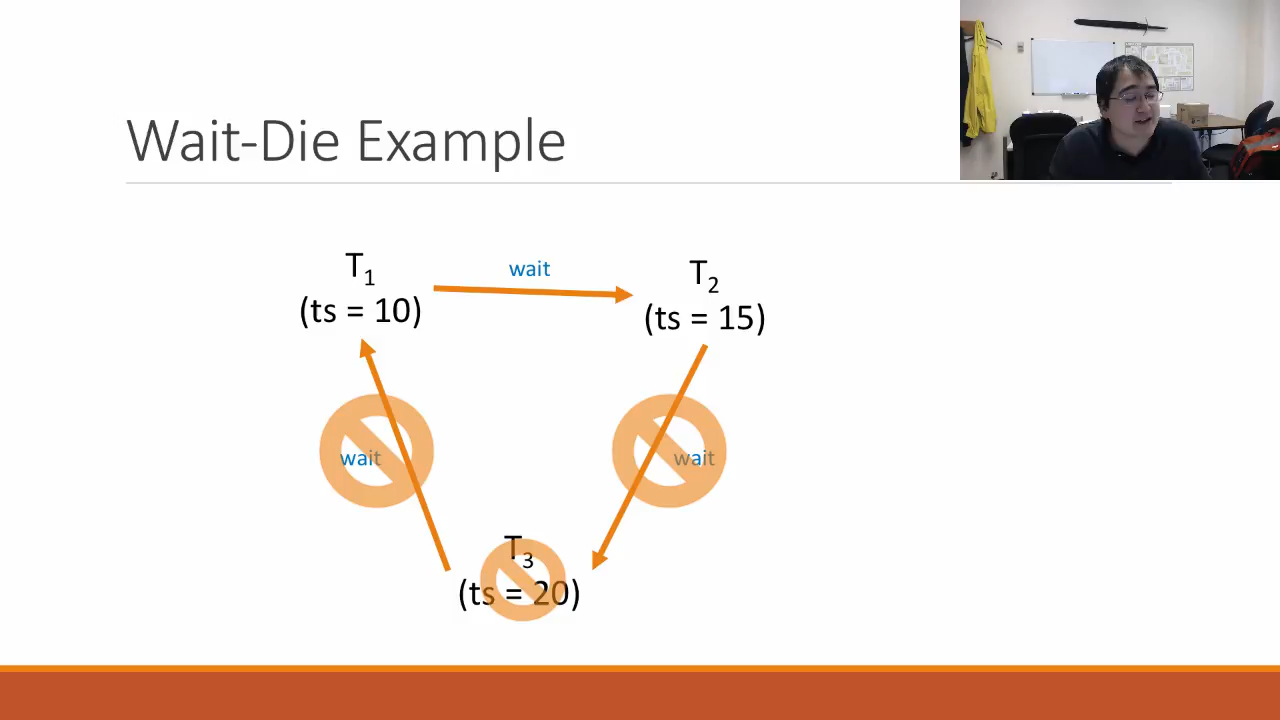 Wait-Die Example
T₁
(ts = 10)
wait
T₂
(ts = 15)
wait
wait
T₃
(ts = 20)